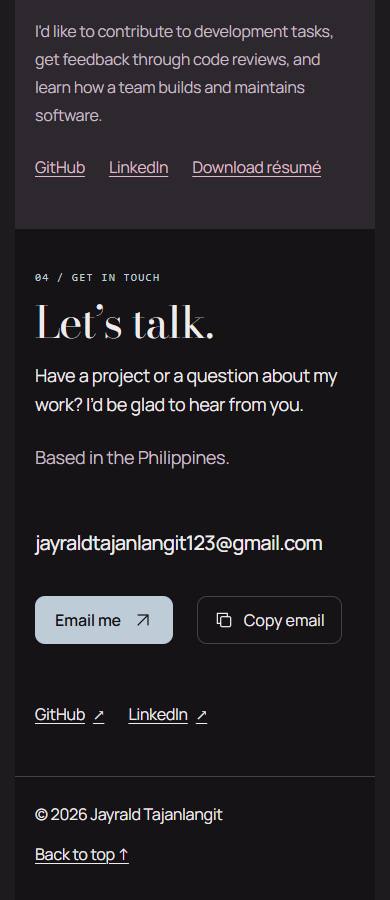 I'd like to contribute to development tasks,
get feedback through code reviews, and
learn how a team builds and maintains
software.
GitHub LinkedIn Download résumé
04 / GET IN TOUCH
Let’s talk.
Have a project or a question about my
work? I’d be glad to hear from you.
Based in the Philippines.
jayraldtajanlangit123@gmail.com
Email me ↗ Copy email
GitHub ↗ LinkedIn ↗
© 2026 Jayrald Tajanlangit
Back to top ↑